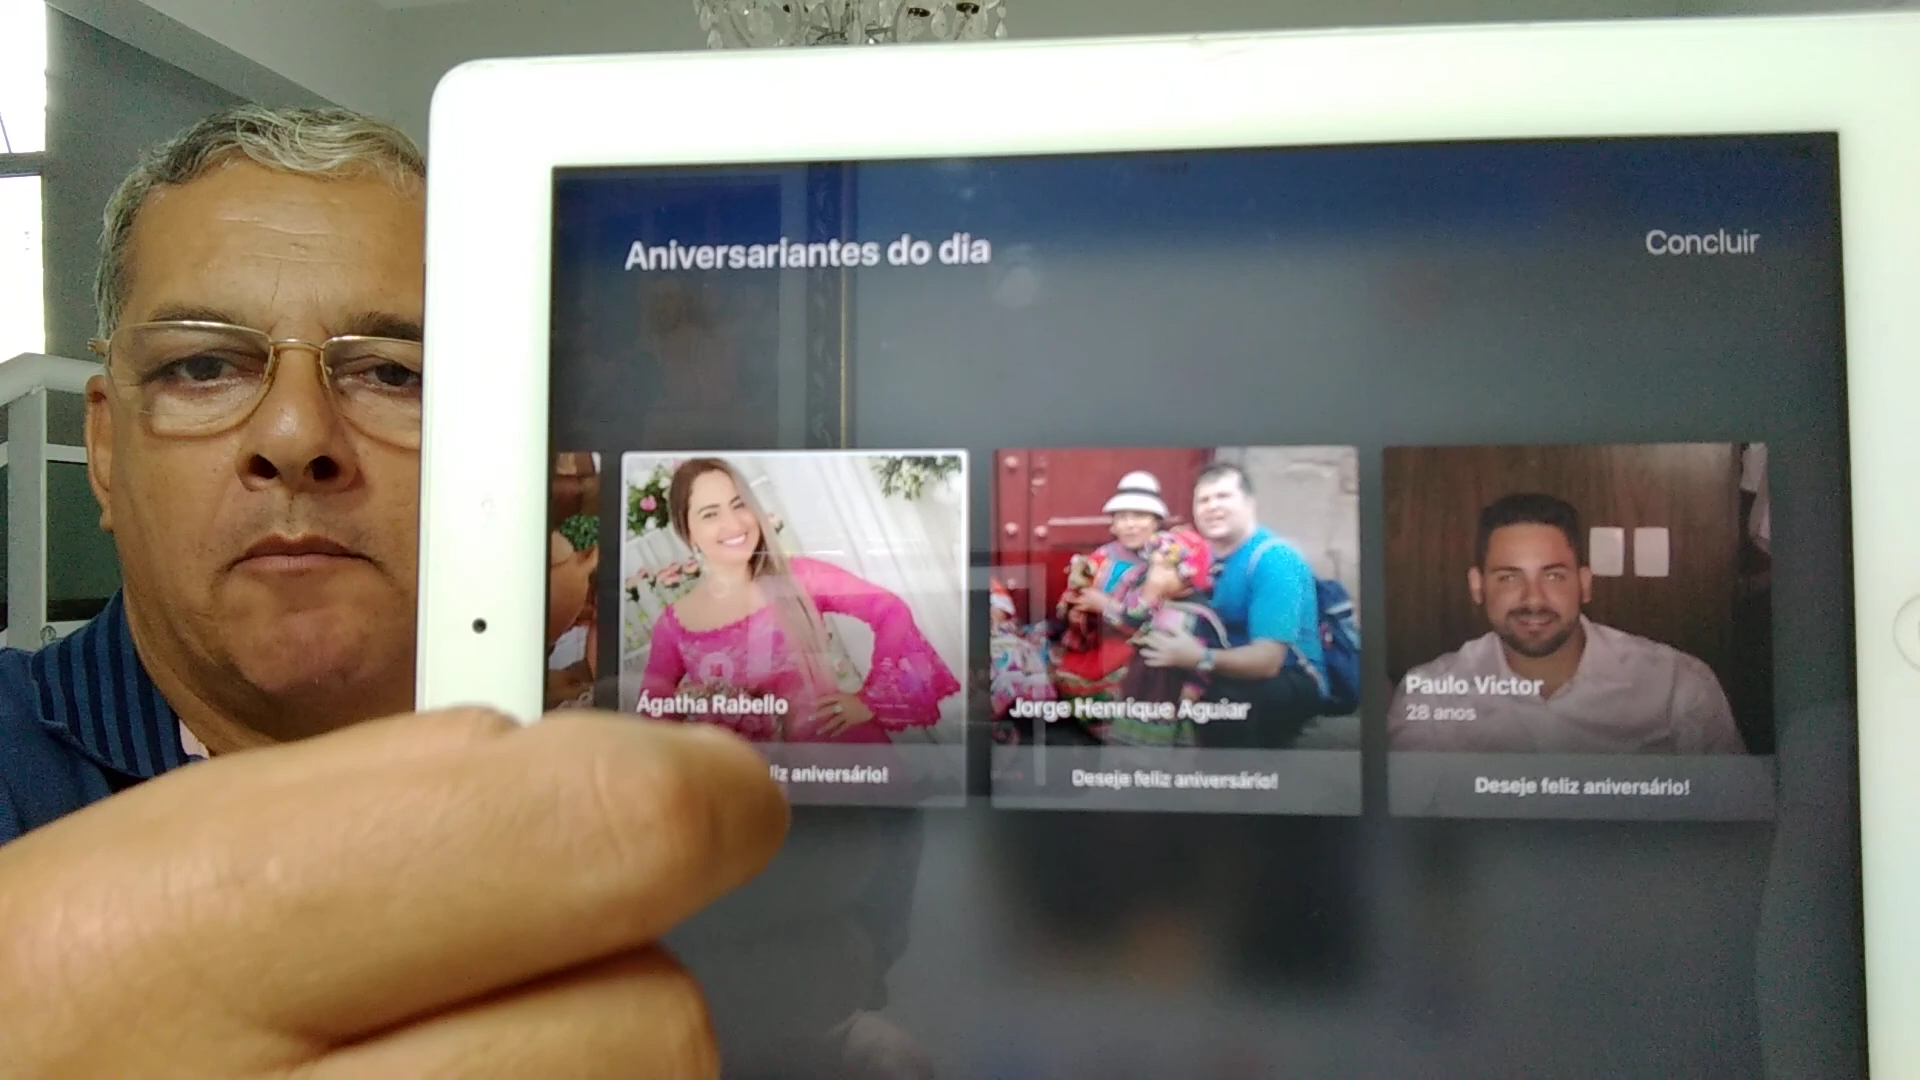 Aniversariantes do dia
Concluir
Ágatha Rabello
aniversário!
Jorge Henrique Aguiar
Deseje feliz aniversário!
Paulo Victor
28 anos
Deseje feliz aniversário!